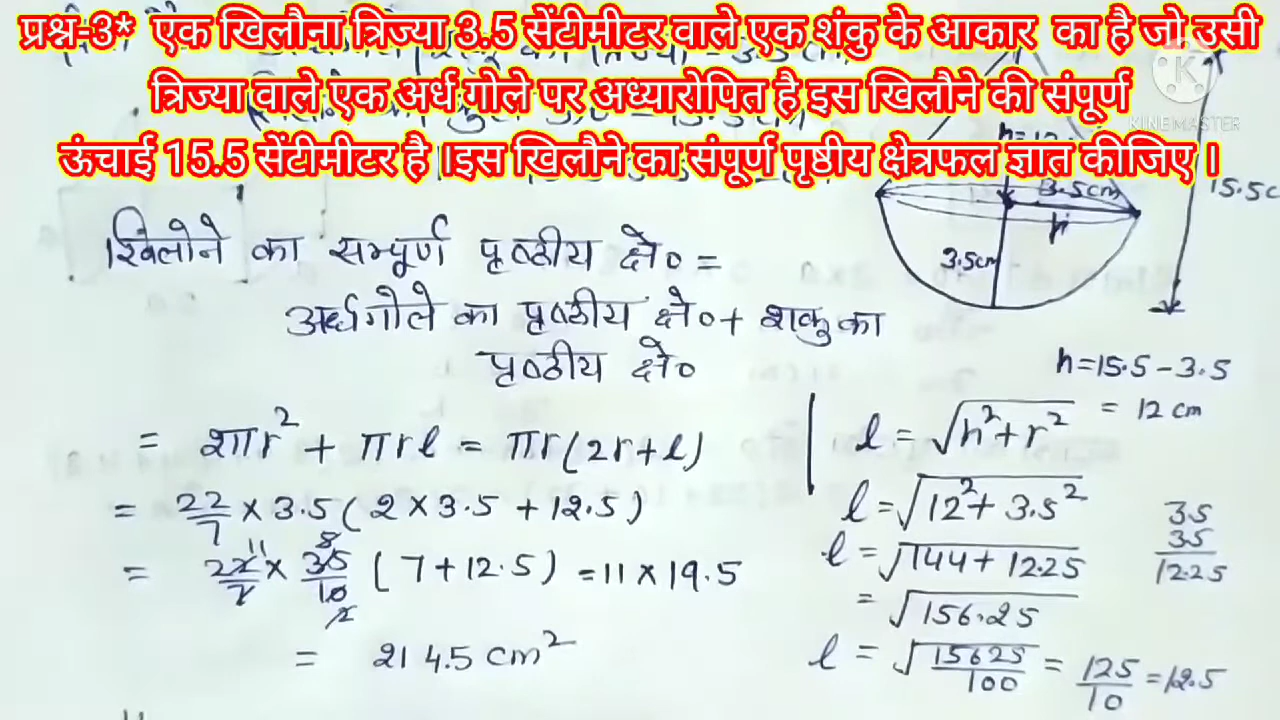 प्रश्न-3* एक खिलौना त्रिज्या 3.5 सेंटीमीटर वाले एक शंकु के आकार का है जो उसी
त्रिज्या वाले एक अर्ध गोले पर अध्यारोपित है इस खिलौने की संपूर्ण
ऊंचाई 15.5 सेंटीमीटर है ।इस खिलौने का संपूर्ण पृष्ठीय क्षेत्रफल ज्ञात कीजिए ।
K
KINEMASTER
3.5cm
r
3.5cm
15.5c
खिलोने का सम्पूर्ण पृष्ठीय क्षे० =
अर्धगोले का पृष्ठीय क्षे० + शकु का
पृष्ठीय क्षे०
h=15.5-3.5
= 12 cm
= 2πr² + πrl = πr(2r+l)
= 22/7 × 3.5 ( 2 × 3.5 + 12.5 )
= 22/7 × 35/10 ( 7 + 12.5 ) = 11 × 19.5
= 214.5 cm²
l = √h²+r²
l = √12²+ 3.5²
l = √144 + 12.25
= √156.25
l = √15625/100 = 125/10 = 12.5
35
35
12.25